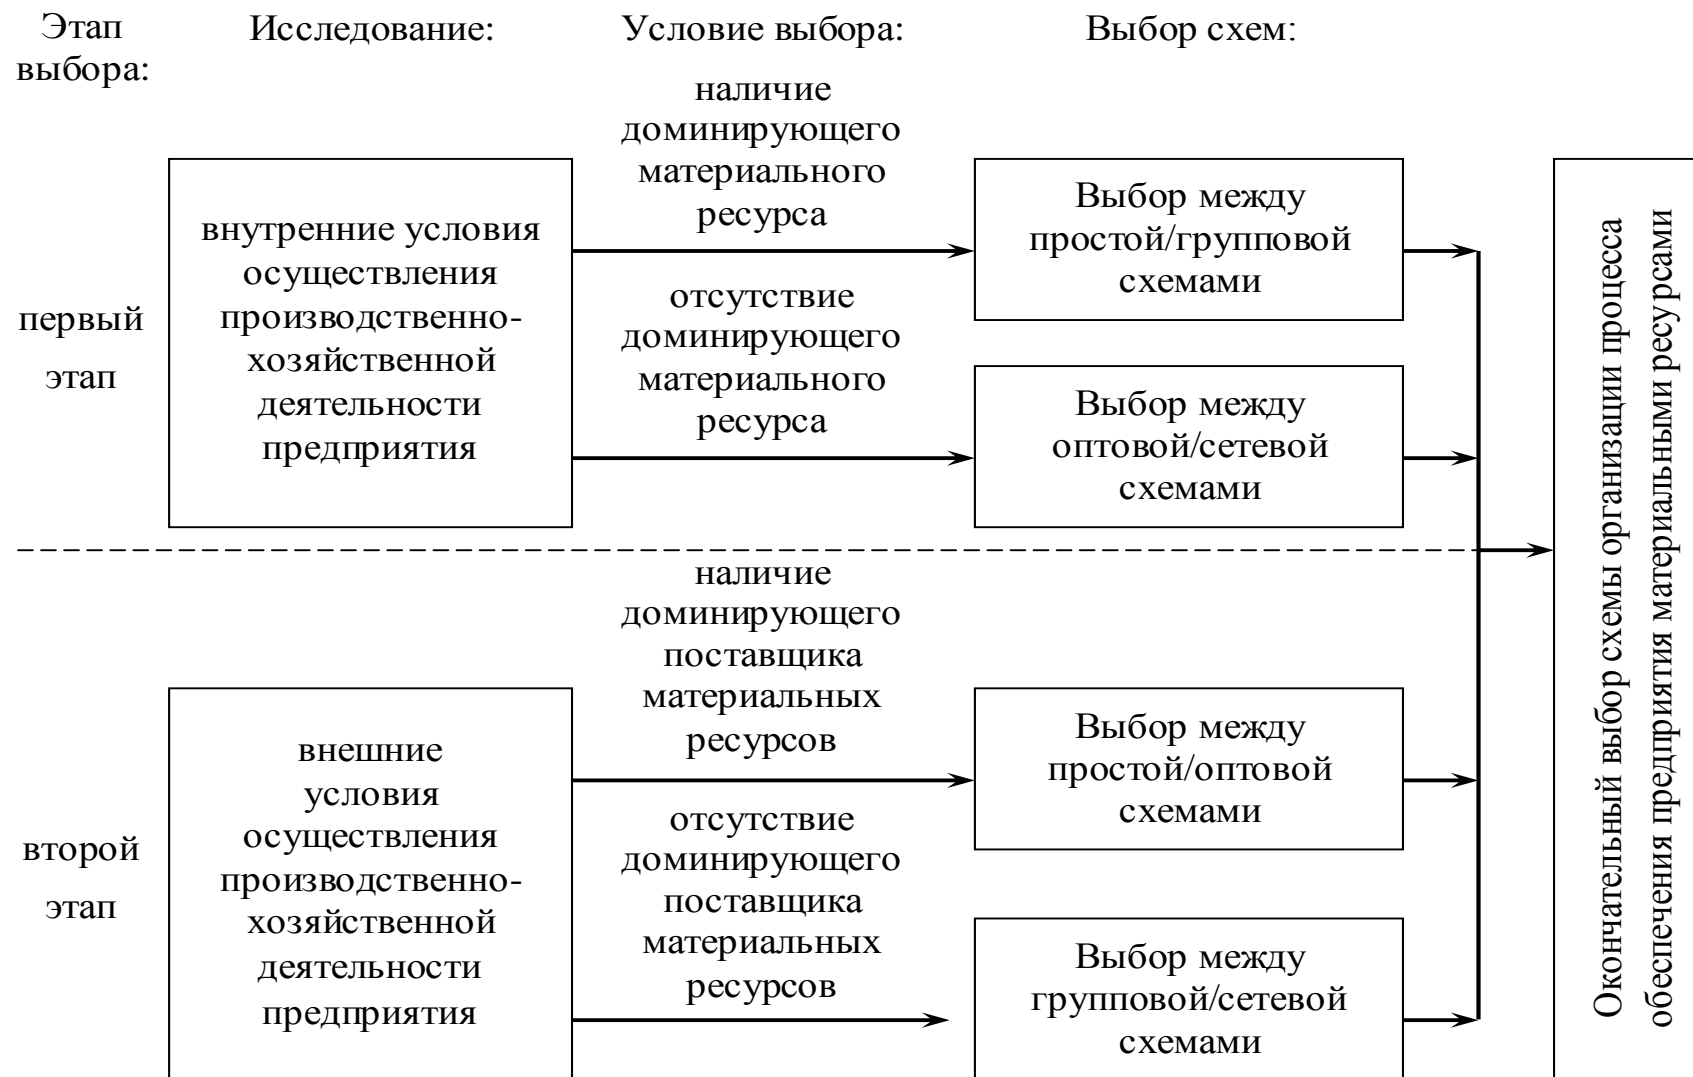 Этап
выбора:
Исследование:
Условие выбора:
Выбор схем:
первый
этап
внутренние условия
осуществления
производственно-
хозяйственной
деятельности
предприятия
наличие
доминирующего
материального
ресурса
Выбор между
простой/групповой
схемами
отсутствие
доминирующего
материального
ресурса
Выбор между
оптовой/сетевой
схемами
второй
этап
внешние
условия
осуществления
производственно-
хозяйственной
деятельности
предприятия
наличие
доминирующего
поставщика
материальных
ресурсов
Выбор между
простой/оптовой
схемами
отсутствие
доминирующего
поставщика
материальных
ресурсов
Выбор между
групповой/сетевой
схемами
Окончательный выбор схемы организации процесса
обеспечения предприятия материальными ресурсами